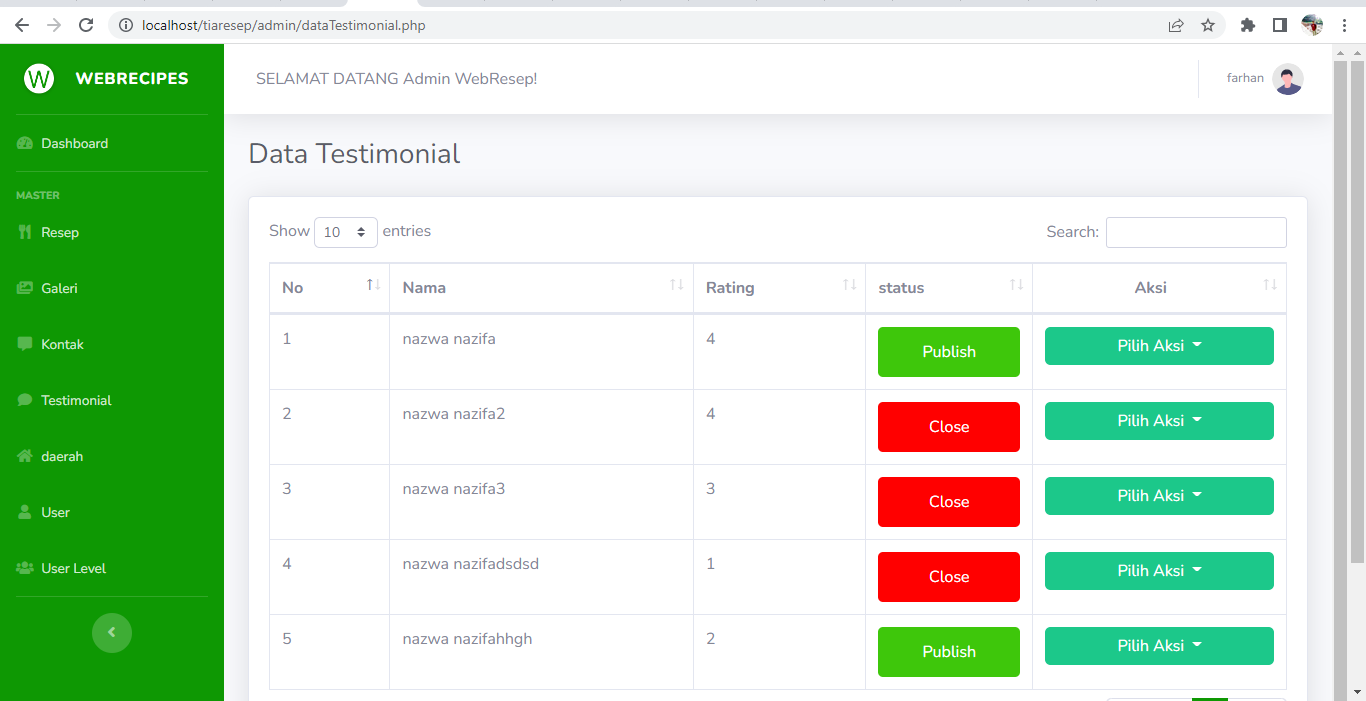 localhost/tiaresep/admin/dataTestimonial.php
W WEBRECIPES
SELAMAT DATANG Admin WebResep!
farhan
Dashboard
MASTER
Resep
Galeri
Kontak
Testimonial
daerah
User
User Level
Data Testimonial
Show 10 entries
Search:
No Nama Rating status Aksi
1 nazwa nazifa 4 Publish Pilih Aksi
2 nazwa nazifa2 4 Close Pilih Aksi
3 nazwa nazifa3 3 Close Pilih Aksi
4 nazwa nazifadsdsd 1 Close Pilih Aksi
5 nazwa nazifahhgh 2 Publish Pilih Aksi